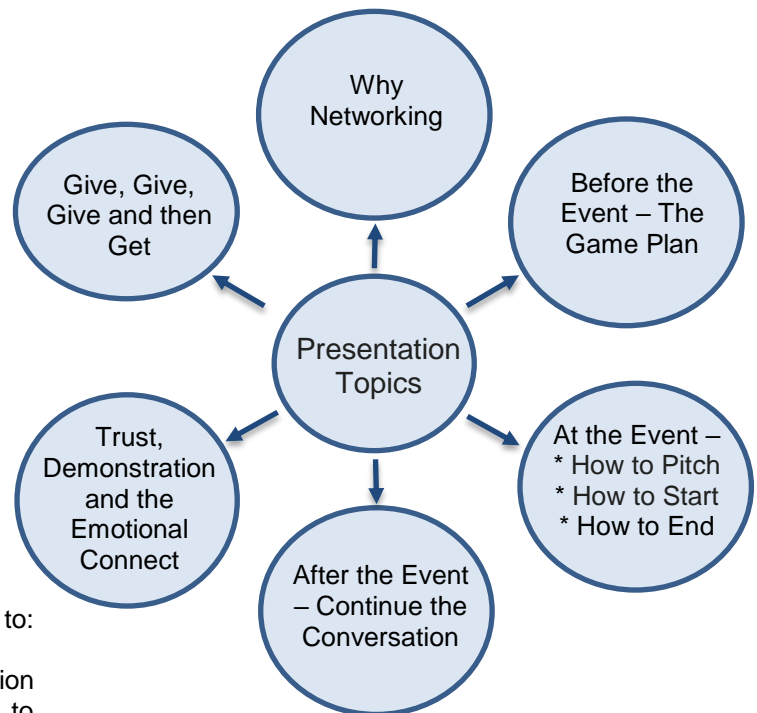 Why
Networking
Give, Give,
Give and then
Get
Before the
Event – The
Game Plan
Presentation
Topics
Trust,
Demonstration
and the
Emotional
Connect
At the Event –
* How to Pitch
* How to Start
* How to End
After the Event
– Continue the
Conversation
to: